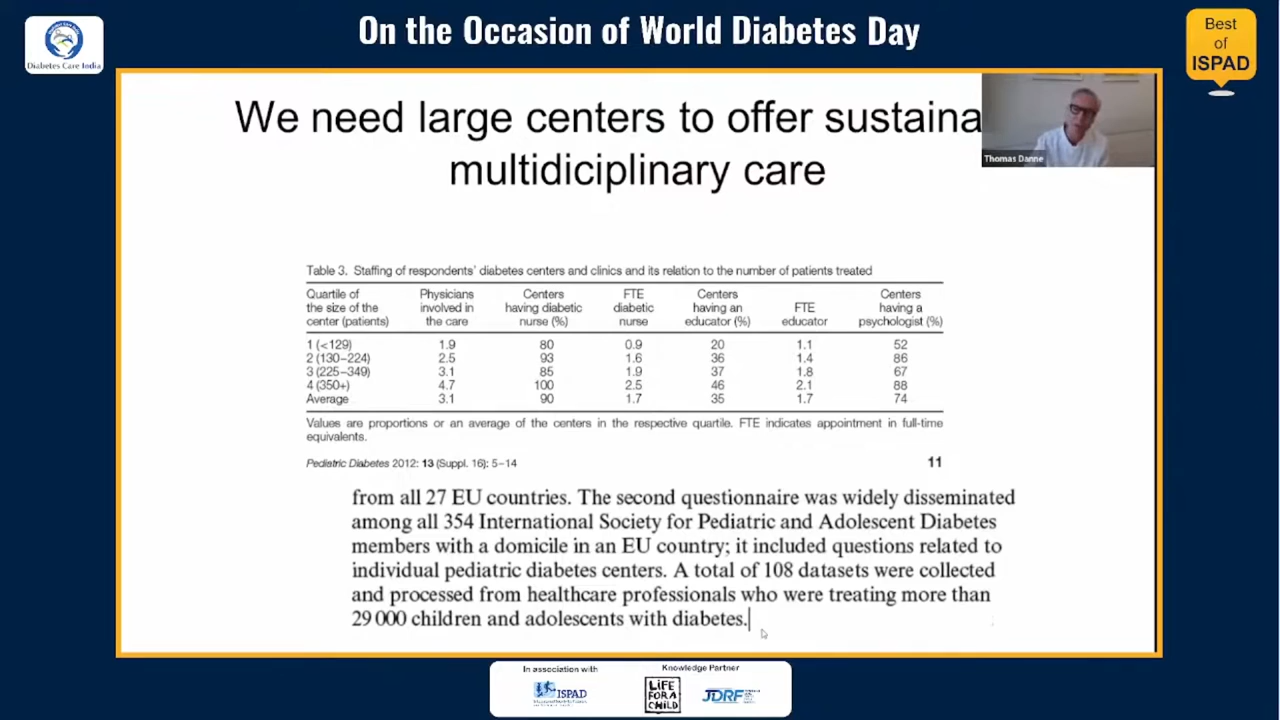 On the Occasion of World Diabetes Day
Diabetes Care India
Best
of
ISPAD
We need large centers to offer sustaina
multidiciplinary care
Thomas Danne
Table 3. Staffing of respondents' diabetes centers and clinics and its relation to the number of patients treated
Quartile of the size of the center (patients) Physicians involved in the care Centers having diabetic nurse (%) FTE diabetic nurse Centers having an educator (%) FTE educator Centers having a psychologist (%)
1 (<129) 1.9 80 0.9 20 1.1 52
2 (130–224) 2.5 93 1.6 36 1.4 86
3 (225–349) 3.1 85 1.9 37 1.8 67
4 (350+) 4.7 100 2.5 46 2.1 88
Average 3.1 90 1.7 35 1.7 74
Values are proportions or an average of the centers in the respective quartile. FTE indicates appointment in full-time
equivalents.
Pediatric Diabetes 2012: 13 (Suppl. 16): 5–14 11
from all 27 EU countries. The second questionnaire was widely disseminated
among all 354 International Society for Pediatric and Adolescent Diabetes
members with a domicile in an EU country; it included questions related to
individual pediatric diabetes centers. A total of 108 datasets were collected
and processed from healthcare professionals who were treating more than
29 000 children and adolescents with diabetes.
In association with
ISPAD
Knowledge Partner
LIFE
FOR A
CHILD
JDRF